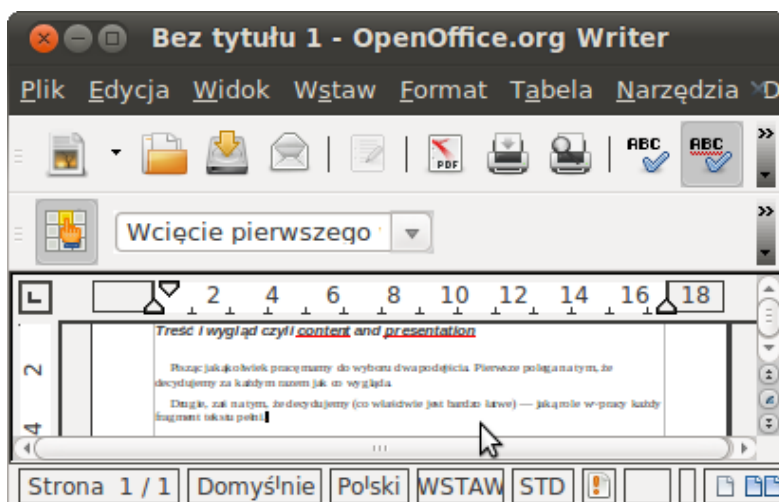 Bez tytułu 1 - OpenOffice.org Writer
Plik Edycja Widok Wstaw Format Tabela Narzędzia D
PDF ABC ABC
Wcięcie pierwszego
2 4 6 8 10 12 14 16 18
Treść i wygląd czyli content and presentation
2
Pisząc jakąkolwiek pracę mamy do wyboru dwa podejścia. Pierwsze polega na tym, że
decydujemy za każdym razem jak co wygląda.
Drugie, zaś na tym, że decydujemy (co właściwie jest bardzo łatwe) — jaką role w-pracy każdy
4
fragment tekstu pełni.
Strona 1 / 1 Domyślnie Polski WSTAW STD